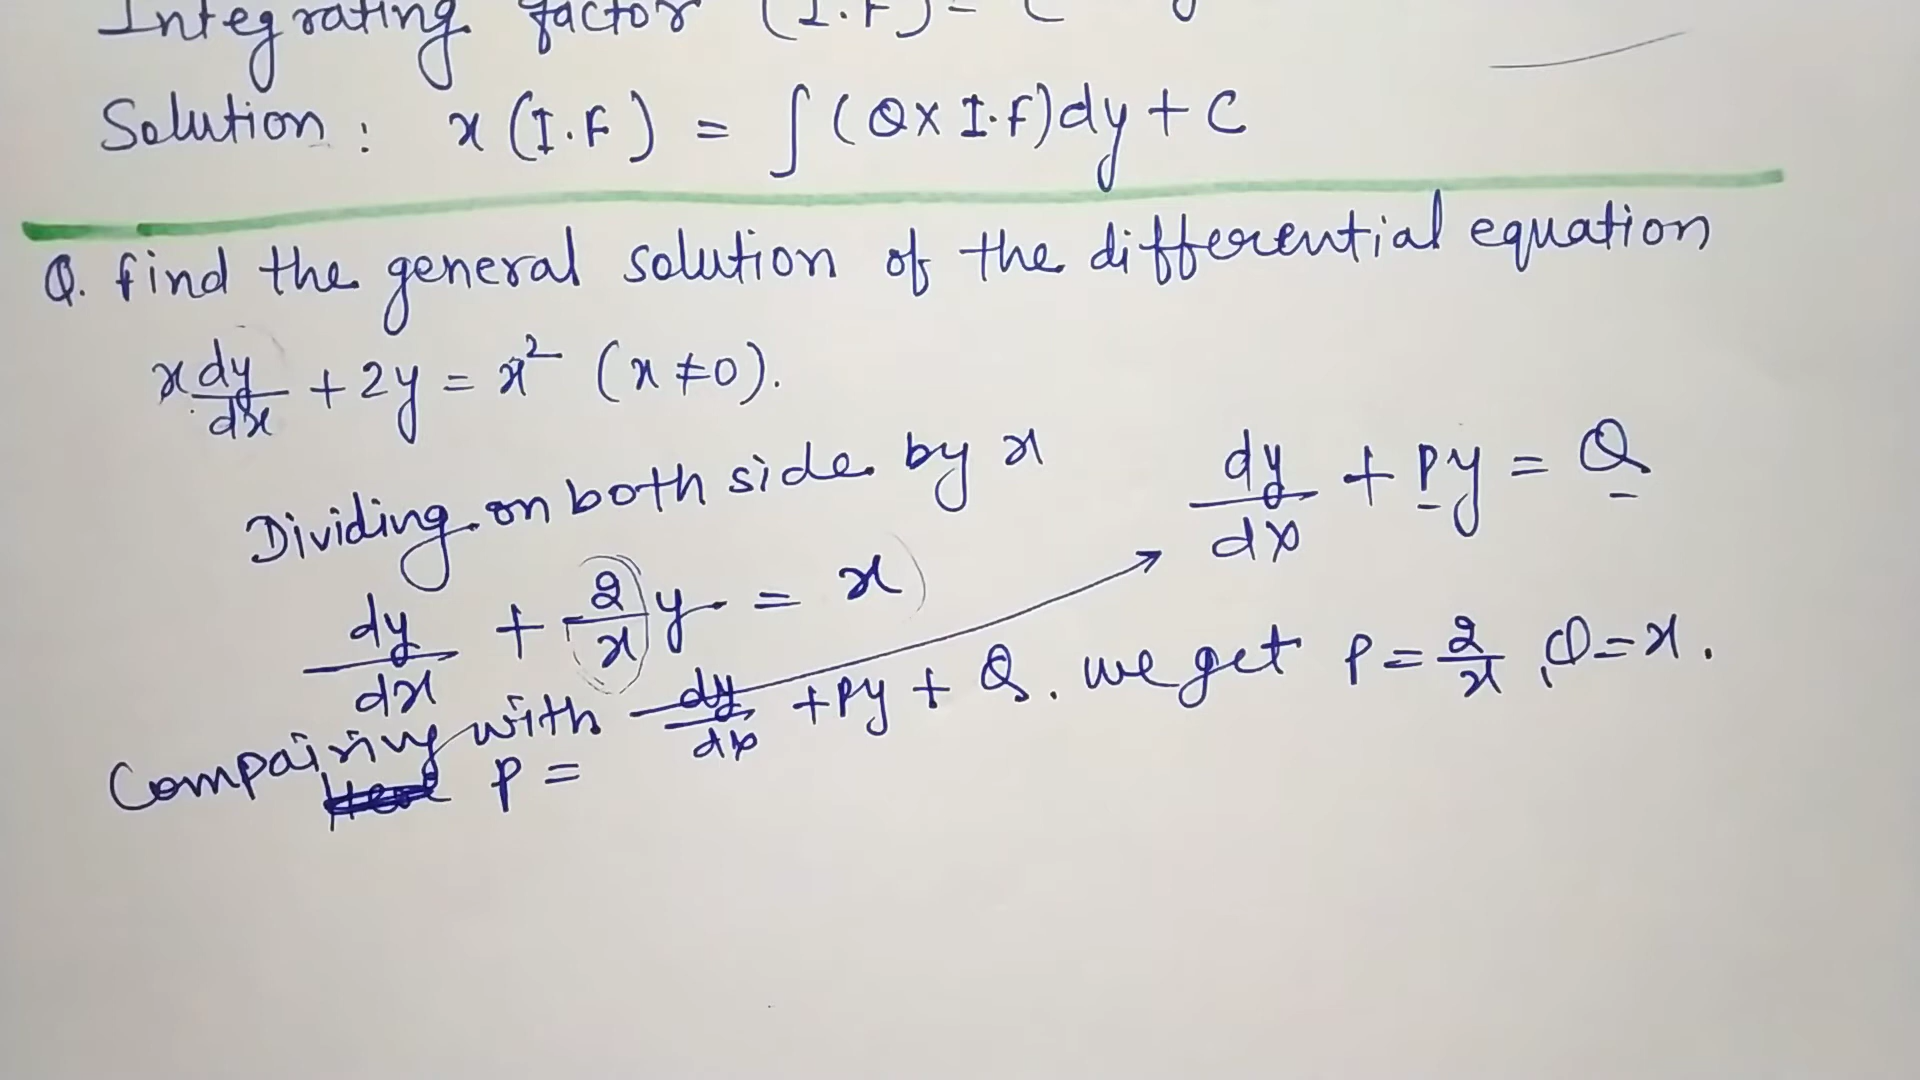 Integrating factor (I.F) =
Solution : x (I.F) = ∫(Q× I.F)dy + C
Q. find the general solution of the differential equation
x dy/dx + 2y = x² (x ≠ 0).
Dividing on both side by x
dy/dx + 2/x y = x
dy/dx + Py = Q
Compairing with dy/dx + Py + Q. we get P = 2/x , Q = x.
P =